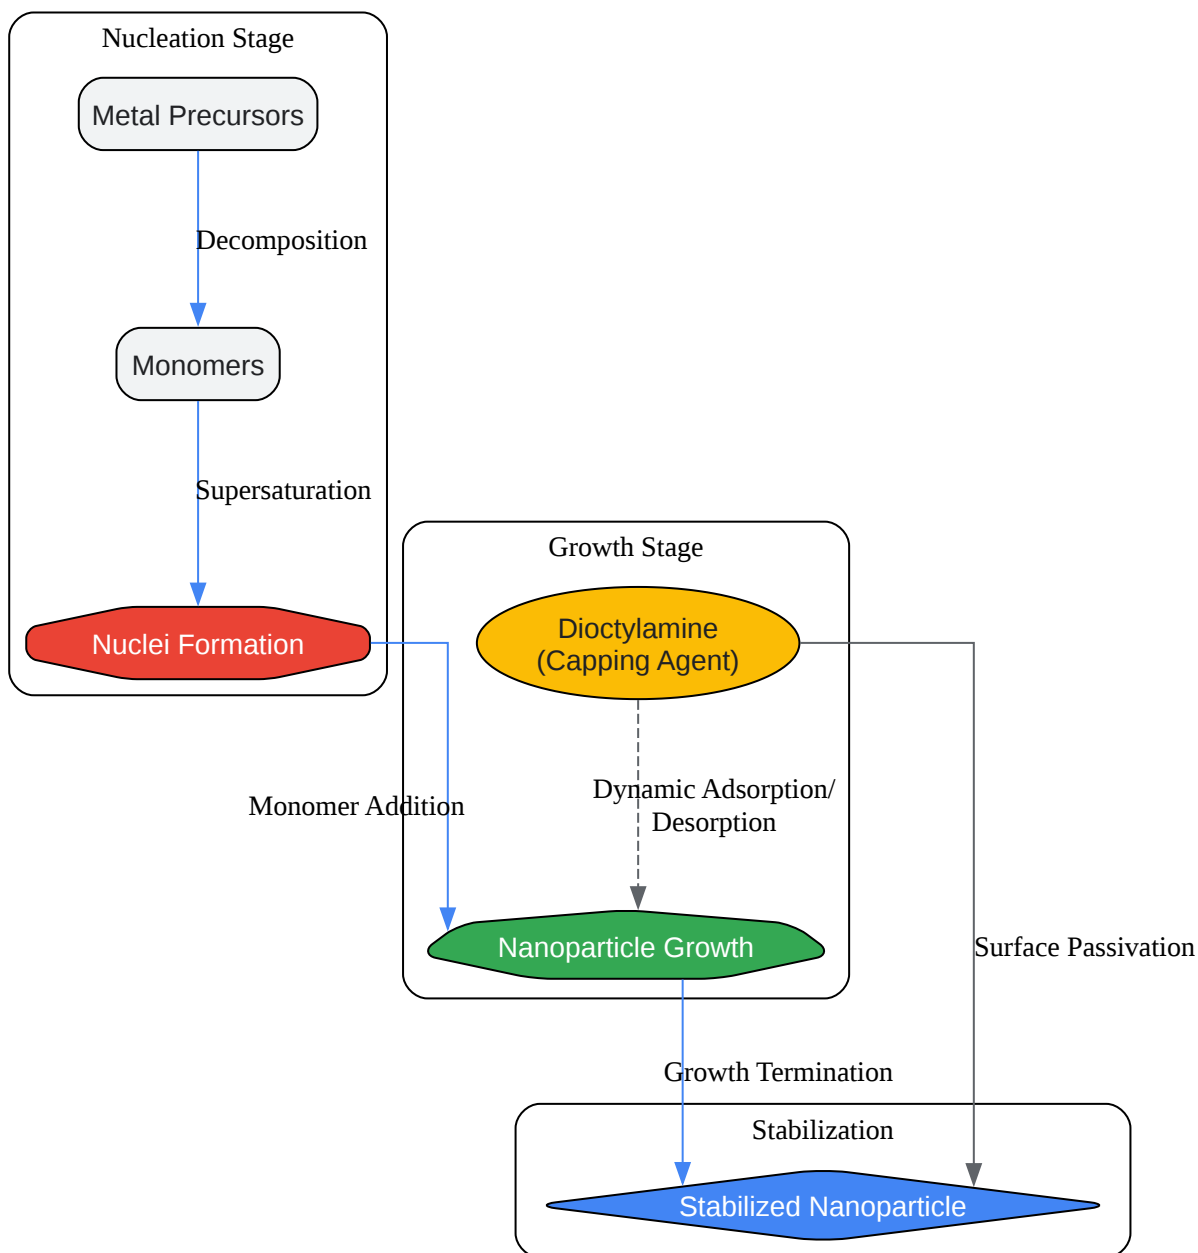 Nucleation Stage
Metal Precursors
Decomposition
Monomers
Supersaturation
Nuclei Formation
Growth Stage
Dioctylamine
(Capping Agent)
Monomer Addition
Dynamic Adsorption/
Desorption
Nanoparticle Growth
Surface Passivation
Growth Termination
Stabilization
Stabilized Nanoparticle